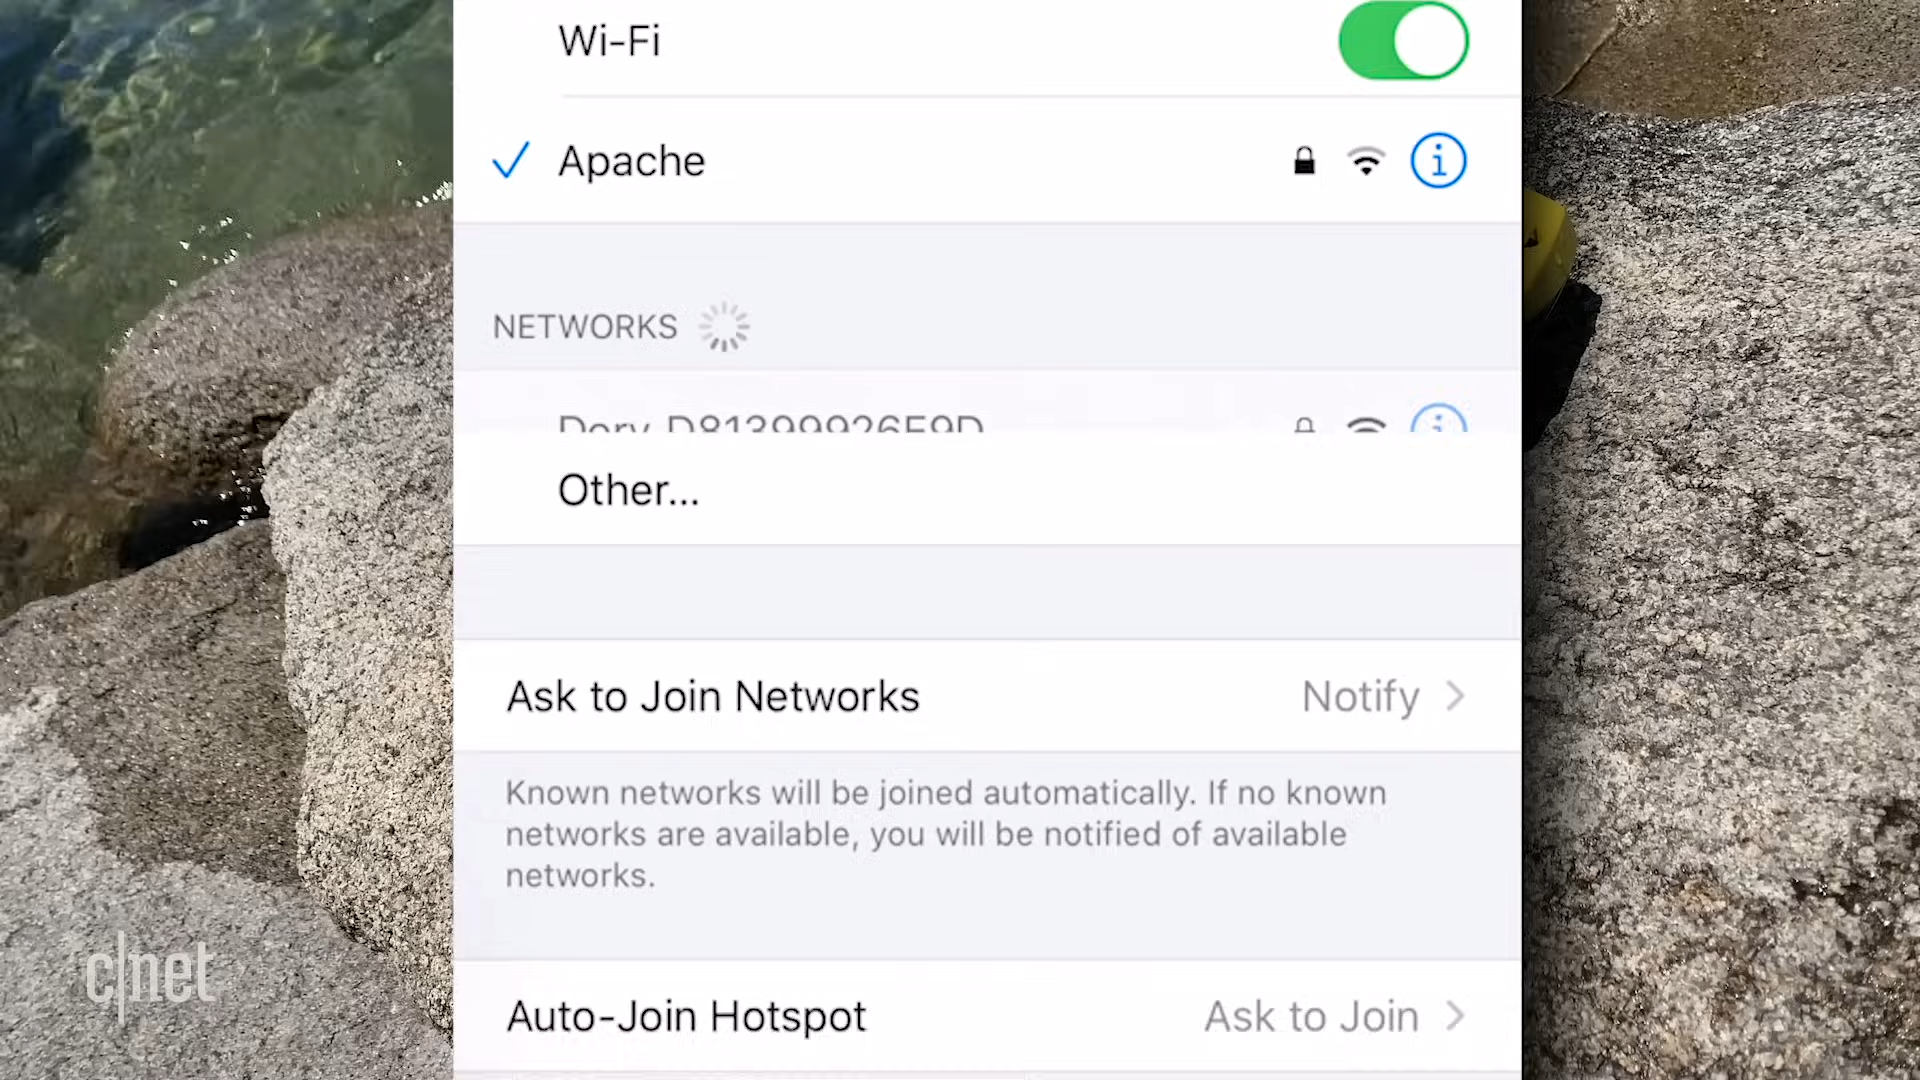 Wi-Fi
Apache
NETWORKS
Other...
Ask to Join Networks Notify
Known networks will be joined automatically. If no known
networks are available, you will be notified of available
networks.
Auto-Join Hotspot Ask to Join
c|net